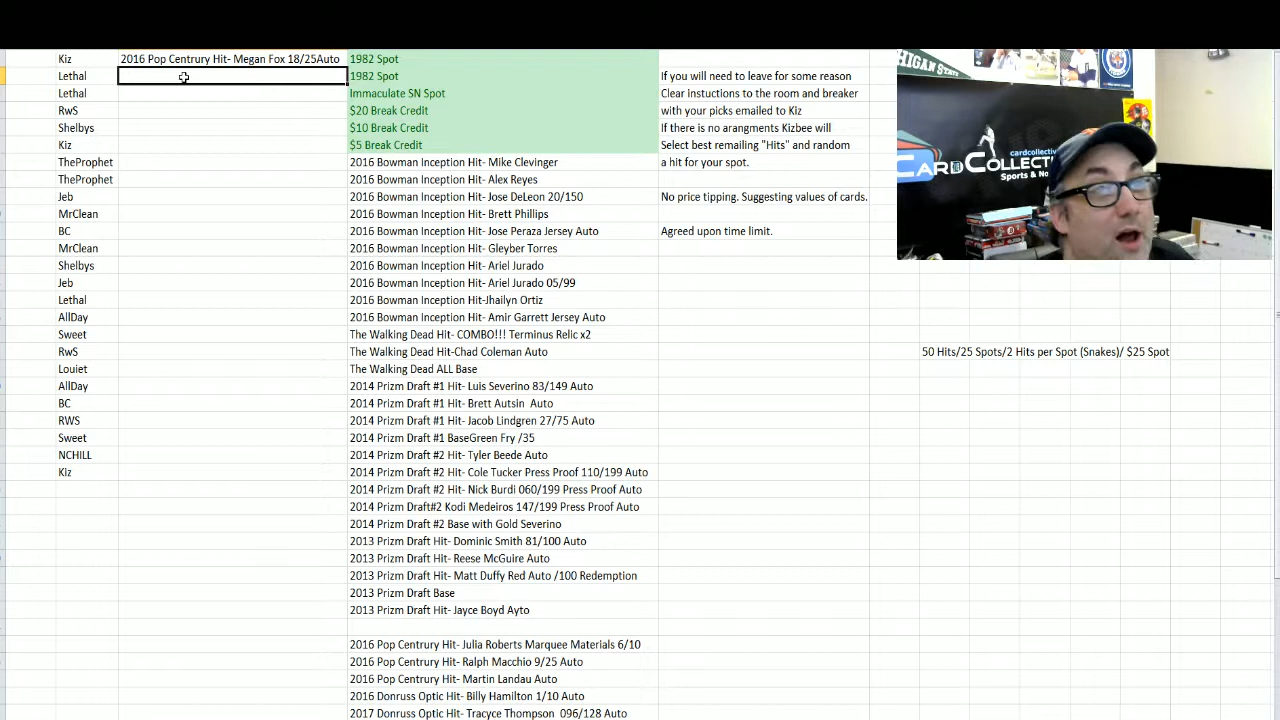 Kiz 2016 Pop Centrury Hit- Megan Fox 18/25Auto 1982 Spot
Lethal 1982 Spot If you will need to leave for some reason
Lethal Immaculate SN Spot Clear instuctions to the room and breaker
RwS $20 Break Credit with your picks emailed to Kiz
Shelbys $10 Break Credit If there is no arangments Kizbee will
Kiz $5 Break Credit Select best remailing "Hits" and random
TheProphet 2016 Bowman Inception Hit- Mike Clevinger a hit for your spot.
TheProphet 2016 Bowman Inception Hit- Alex Reyes
Jeb 2016 Bowman Inception Hit- Jose DeLeon 20/150 No price tipping. Suggesting values of cards.
MrClean 2016 Bowman Inception Hit- Brett Phillips
BC 2016 Bowman Inception Hit- Jose Peraza Jersey Auto Agreed upon time limit.
MrClean 2016 Bowman Inception Hit- Gleyber Torres
Shelbys 2016 Bowman Inception Hit- Ariel Jurado
Jeb 2016 Bowman Inception Hit- Ariel Jurado 05/99
Lethal 2016 Bowman Inception Hit-Jhailyn Ortiz
AllDay 2016 Bowman Inception Hit- Amir Garrett Jersey Auto
Sweet The Walking Dead Hit- COMBO!!! Terminus Relic x2
RwS The Walking Dead Hit-Chad Coleman Auto 50 Hits/25 Spots/2 Hits per Spot (Snakes)/ $25 Spot
Louiet The Walking Dead ALL Base
AllDay 2014 Prizm Draft #1 Hit- Luis Severino 83/149 Auto
BC 2014 Prizm Draft #1 Hit- Brett Autsin Auto
RWS 2014 Prizm Draft #1 Hit- Jacob Lindgren 27/75 Auto
Sweet 2014 Prizm Draft #1 BaseGreen Fry /35
NCHILL 2014 Prizm Draft #2 Hit- Tyler Beede Auto
Kiz 2014 Prizm Draft #2 Hit- Cole Tucker Press Proof 110/199 Auto
2014 Prizm Draft #2 Hit- Nick Burdi 060/199 Press Proof Auto
2014 Prizm Draft#2 Kodi Medeiros 147/199 Press Proof Auto
2014 Prizm Draft #2 Base with Gold Severino
2013 Prizm Draft Hit- Dominic Smith 81/100 Auto
2013 Prizm Draft Hit- Reese McGuire Auto
2013 Prizm Draft Hit- Matt Duffy Red Auto /100 Redemption
2013 Prizm Draft Base
2013 Prizm Draft Hit- Jayce Boyd Ayto
2016 Pop Centrury Hit- Julia Roberts Marquee Materials 6/10
2016 Pop Centrury Hit- Ralph Macchio 9/25 Auto
2016 Pop Centrury Hit- Martin Landau Auto
2016 Donruss Optic Hit- Billy Hamilton 1/10 Auto
2017 Donruss Optic Hit- Tracyce Thompson 096/128 Auto
HIGAN STATE
cardcollectiv
CARDCOLLECTI
Sports & No